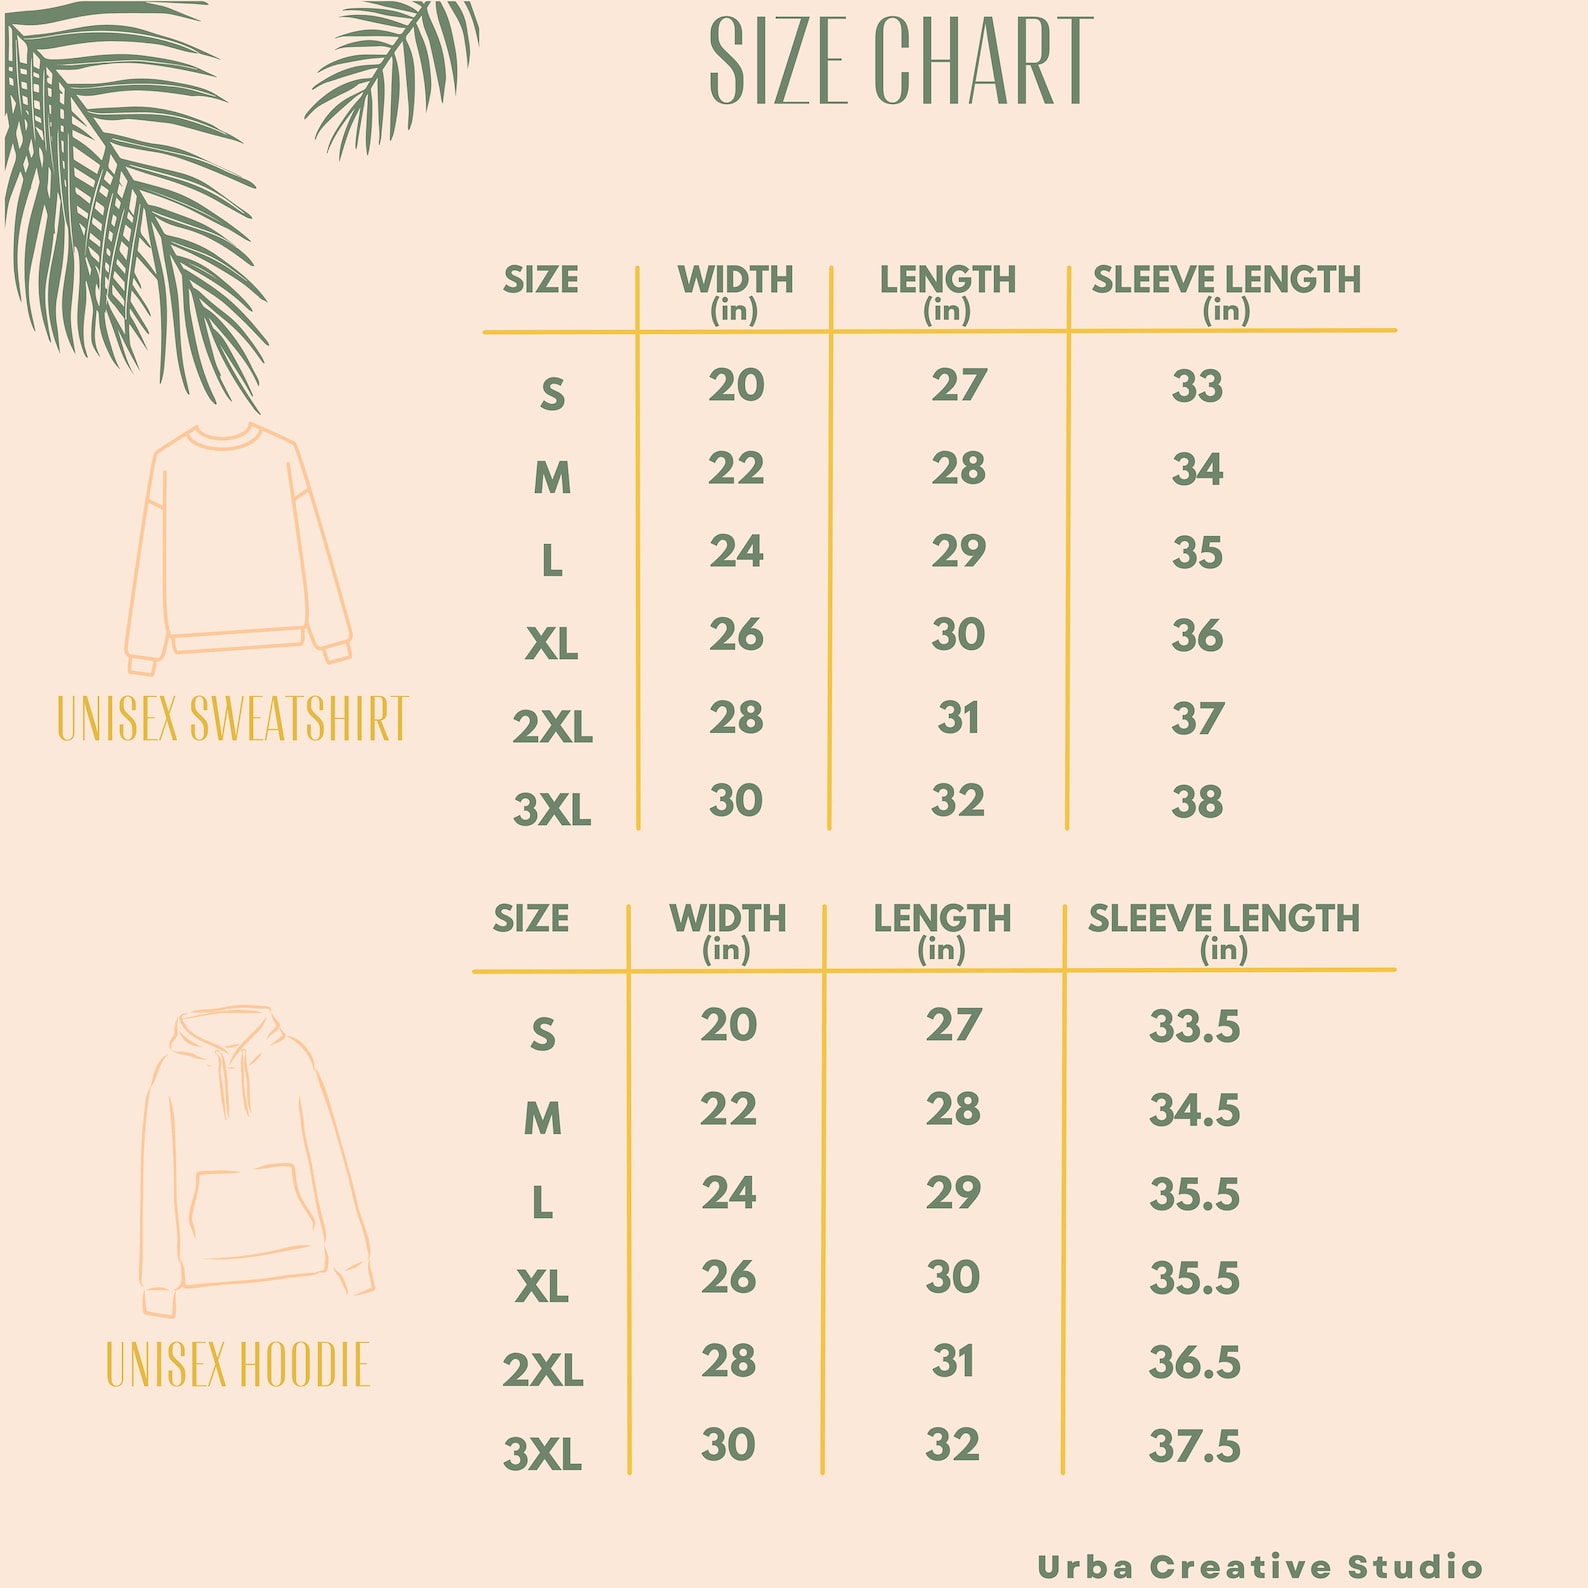 SIZE CHART
SIZE WIDTH (in) LENGTH (in) SLEEVE LENGTH (in)
S 20 27 33
M 22 28 34
L 24 29 35
XL 26 30 36
2XL 28 31 37
3XL 30 32 38
UNISEX SWEATSHIRT
SIZE WIDTH (in) LENGTH (in) SLEEVE LENGTH (in)
S 20 27 33.5
M 22 28 34.5
L 24 29 35.5
XL 26 30 35.5
2XL 28 31 36.5
3XL 30 32 37.5
UNISEX HOODIE
Urba Creative Studio